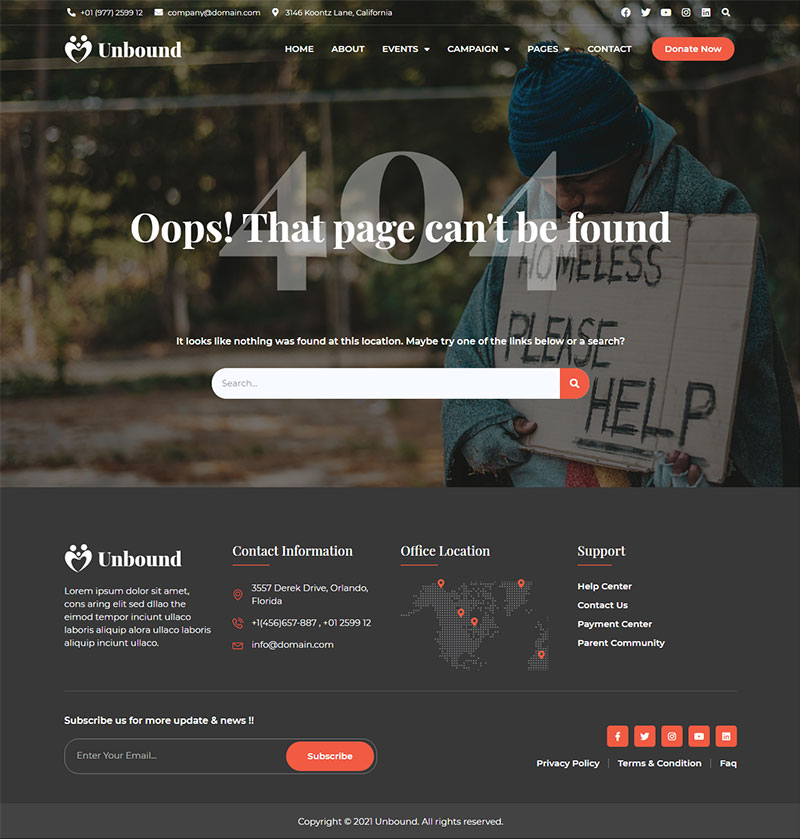 +01 (977) 2599 12 company@domain.com 3146 Koontz Lane, California
Unbound HOME ABOUT EVENTS CAMPAIGN PAGES CONTACT Donate Now
404
Oops! That page can't be found
HOMELESS
PLEASE
HELP
It looks like nothing was found at this location. Maybe try one of the links below or a search?
Search...
Unbound
Lorem ipsum dolor sit amet,
cons aring elit sed dllao the
eimod tempor inciunt ullaco
laboris aliquip alora ullaco laboris
aliquip inciunt ullaco.
Contact Information
3557 Derek Drive, Orlando,
Florida
+1(456)657-887 , +01 2599 12
info@domain.com
Office Location
Support
Help Center
Contact Us
Payment Center
Parent Community
Subscribe us for more update & news !!
Enter Your Email... Subscribe
Privacy Policy Terms & Condition Faq
Copyright © 2021 Unbound. All rights reserved.